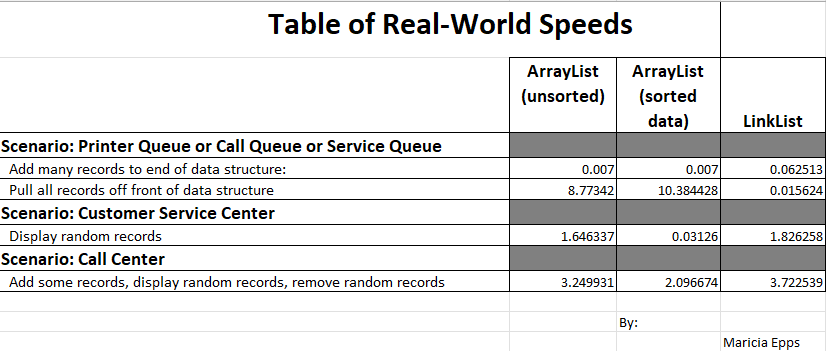 Table of Real-World Speeds
ArrayList (unsorted) ArrayList (sorted data) LinkList
Scenario: Printer Queue or Call Queue or Service Queue
Add many records to end of data structure: 0.007 0.007 0.062513
Pull all records off front of data structure 8.77342 10.384428 0.015624
Scenario: Customer Service Center
Display random records 1.646337 0.03126 1.826258
Scenario: Call Center
Add some records, display random records, remove random records 3.249931 2.096674 3.722539
By:
Maricia Epps